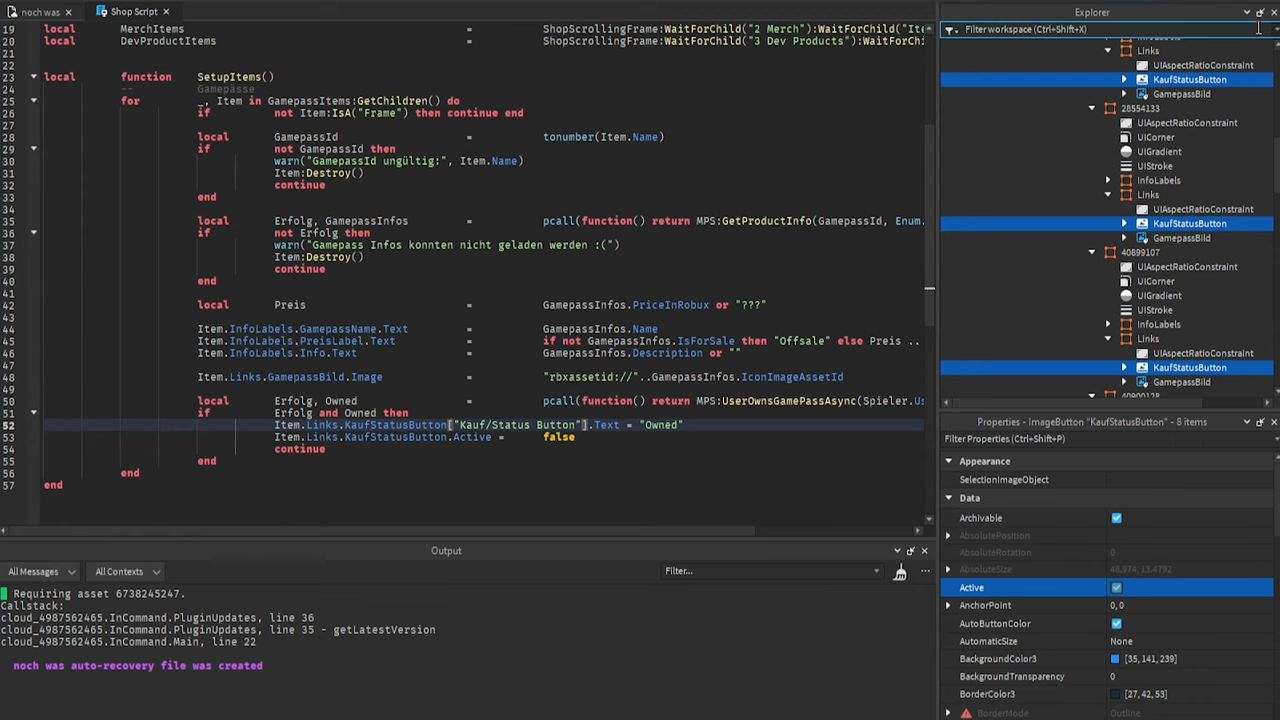 noch was ×
Shop Script ×
19 local MerchItems = ShopScrollingFrame:WaitForChild("2 Merch"):WaitForChild("Ite
20 local DevProductItems = ShopScrollingFrame:WaitForChild("3 Dev Products"):WaitForChi
21
22
23 local function SetupItems()
24 -- Gamepässe
25 for _, Item in GamepassItems:GetChildren() do
26 if not Item:IsA("Frame") then continue end
27
28 local GamepassId = tonumber(Item.Name)
29 if not GamepassId then
30 warn("GamepassId ungültig:", Item.Name)
31 Item:Destroy()
32 continue
33 end
34
35 local Erfolg, GamepassInfos = pcall(function() return MPS:GetProductInfo(GamepassId, Enum.
36 if not Erfolg then
37 warn("Gamepass Infos konnten nicht geladen werden :(")
38 Item:Destroy()
39 continue
40 end
41
42 local Preis = GamepassInfos.PriceInRobux or "???"
43
44 Item.InfoLabels.GamepassName.Text = GamepassInfos.Name
45 Item.InfoLabels.PreisLabel.Text = if not GamepassInfos.IsForSale then "Offsale" else Preis ..
46 Item.InfoLabels.Info.Text = GamepassInfos.Description or ""
47
48 Item.Links.GamepassBild.Image = "rbxassetid://"..GamepassInfos.IconImageAssetId
49
50 local Erfolg, Owned = pcall(function() return MPS:UserOwnsGamePassAsync(Spieler.Us
51 if Erfolg and Owned then
52 Item.Links.KaufStatusButton["Kauf/Status Button"].Text = "Owned"
53 Item.Links.KaufStatusButton.Active = false
54 continue
55 end
56 end
57 end
Output
All Messages
All Contexts
Filter...
Requiring asset 6738245247.
Callstack:
cloud_4987562465.InCommand.PluginUpdates, line 36
cloud_4987562465.InCommand.PluginUpdates, line 35 - getLatestVersion
cloud_4987562465.InCommand.Main, line 22
noch was auto-recovery file was created
Explorer
Filter workspace (Ctrl+Shift+X)
Links
UIAspectRatioConstraint
KaufStatusButton
GamepassBild
28554133
UIAspectRatioConstraint
UICorner
UIGradient
UIStroke
InfoLabels
Links
UIAspectRatioConstraint
KaufStatusButton
GamepassBild
40899107
UIAspectRatioConstraint
UICorner
UIGradient
UIStroke
InfoLabels
Links
UIAspectRatioConstraint
KaufStatusButton
GamepassBild
Properties - ImageButton "KaufStatusButton" - 8 items
Filter Properties (Ctrl+Shift+P)
Appearance
SelectionImageObject
Data
Archivable
AbsolutePosition
AbsoluteRotation 0
AbsoluteSize 48.974, 13.4792
Active
AnchorPoint 0, 0
AutoButtonColor
AutomaticSize None
BackgroundColor3 [35, 141, 239]
BackgroundTransparency 0
BorderColor3 [27, 42, 53]
BorderMode Outline